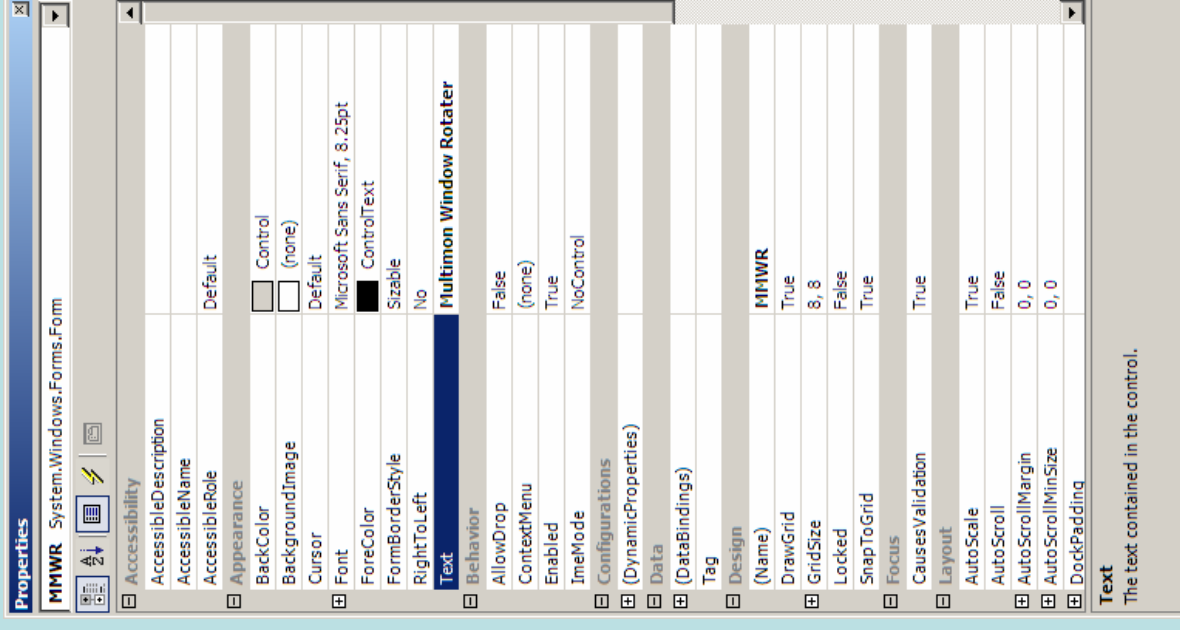 Properties
MMWR System.Windows.Forms.Form
Accessibility
AccessibleDescription
AccessibleName
AccessibleRole Default
Appearance
BackColor Control
BackgroundImage (none)
Cursor Default
Font Microsoft Sans Serif, 8.25pt
ForeColor ControlText
FormBorderStyle Sizable
RightToLeft No
Text Multimon Window Rotater
Behavior
AllowDrop False
ContextMenu (none)
Enabled True
ImeMode NoControl
Configurations
(DynamicProperties)
Data
(DataBindings)
Tag
Design
(Name) MMWR
DrawGrid True
GridSize 8, 8
Locked False
SnapToGrid True
Focus
CausesValidation True
Layout
AutoScale True
AutoScroll False
AutoScrollMargin 0, 0
AutoScrollMinSize 0, 0
DockPadding
Text
The text contained in the control.